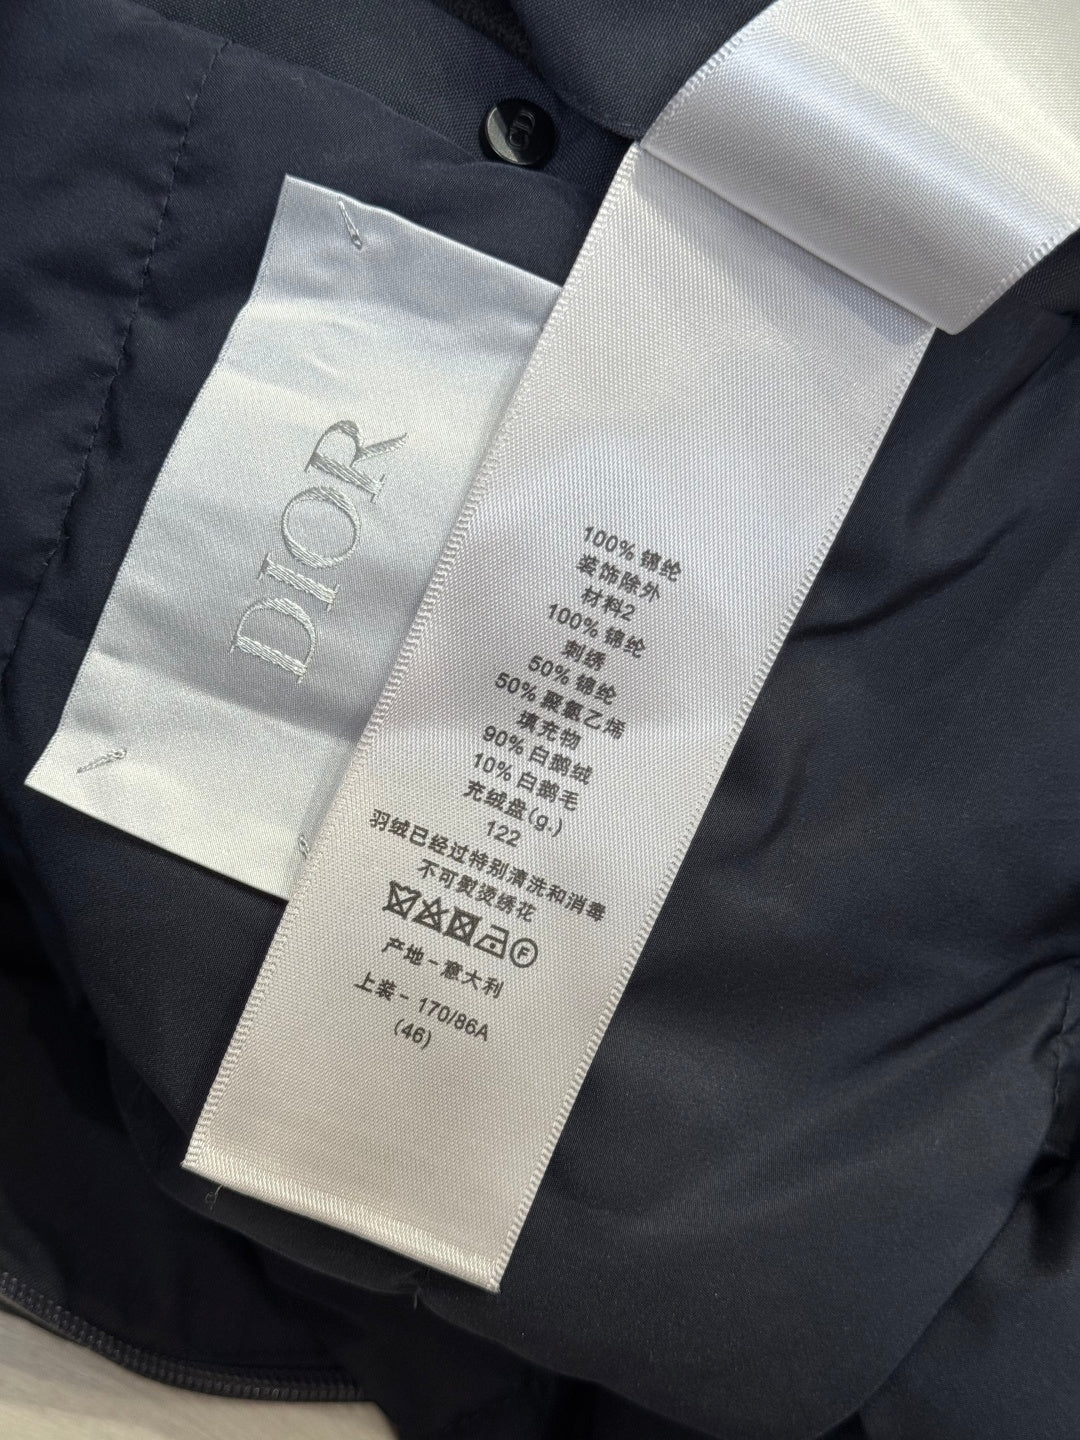 CD
DIOR
100% 锦纶
装饰除外
材料2
100% 锦纶
刺绣
50% 锦纶
50% 聚氯乙烯
填充物
90% 白鹅绒
10% 白鹅毛
充绒盘(g.)
122
羽绒已经过特别清洗和消毒
不可熨烫绣花
F
产地 - 意大利
上装 - 170/86A
(46)